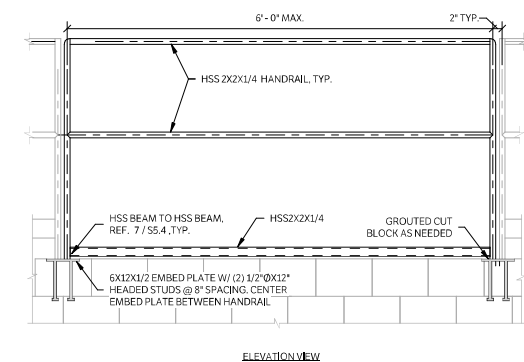 6' - 0" MAX.
2" TYP.
HSS 2X2X1/4 HANDRAIL, TYP.
HSS BEAM TO HSS BEAM,
REF. 7 / S5.4 ,TYP.
HSS2X2X1/4
GROUTED CUT
BLOCK AS NEEDED
6X12X1/2 EMBED PLATE W/ (2) 1/2"ØX12"
HEADED STUDS @ 8" SPACING. CENTER
EMBED PLATE BETWEEN HANDRAIL
ELEVATION VIEW